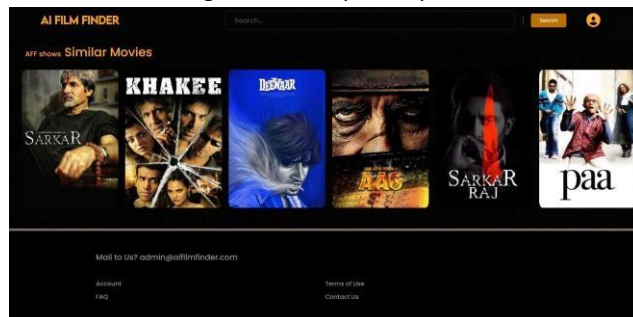 AI FILM FINDER
Search...
Search
AFF shows Similar Movies
SARKAR
KHAKEE
DEEWAAR
AAG
SARKAR
RAJ
paa
Mail to Us? admin@aifilmfinder.com
Account
Terms of Use
FAQ
Contact Us